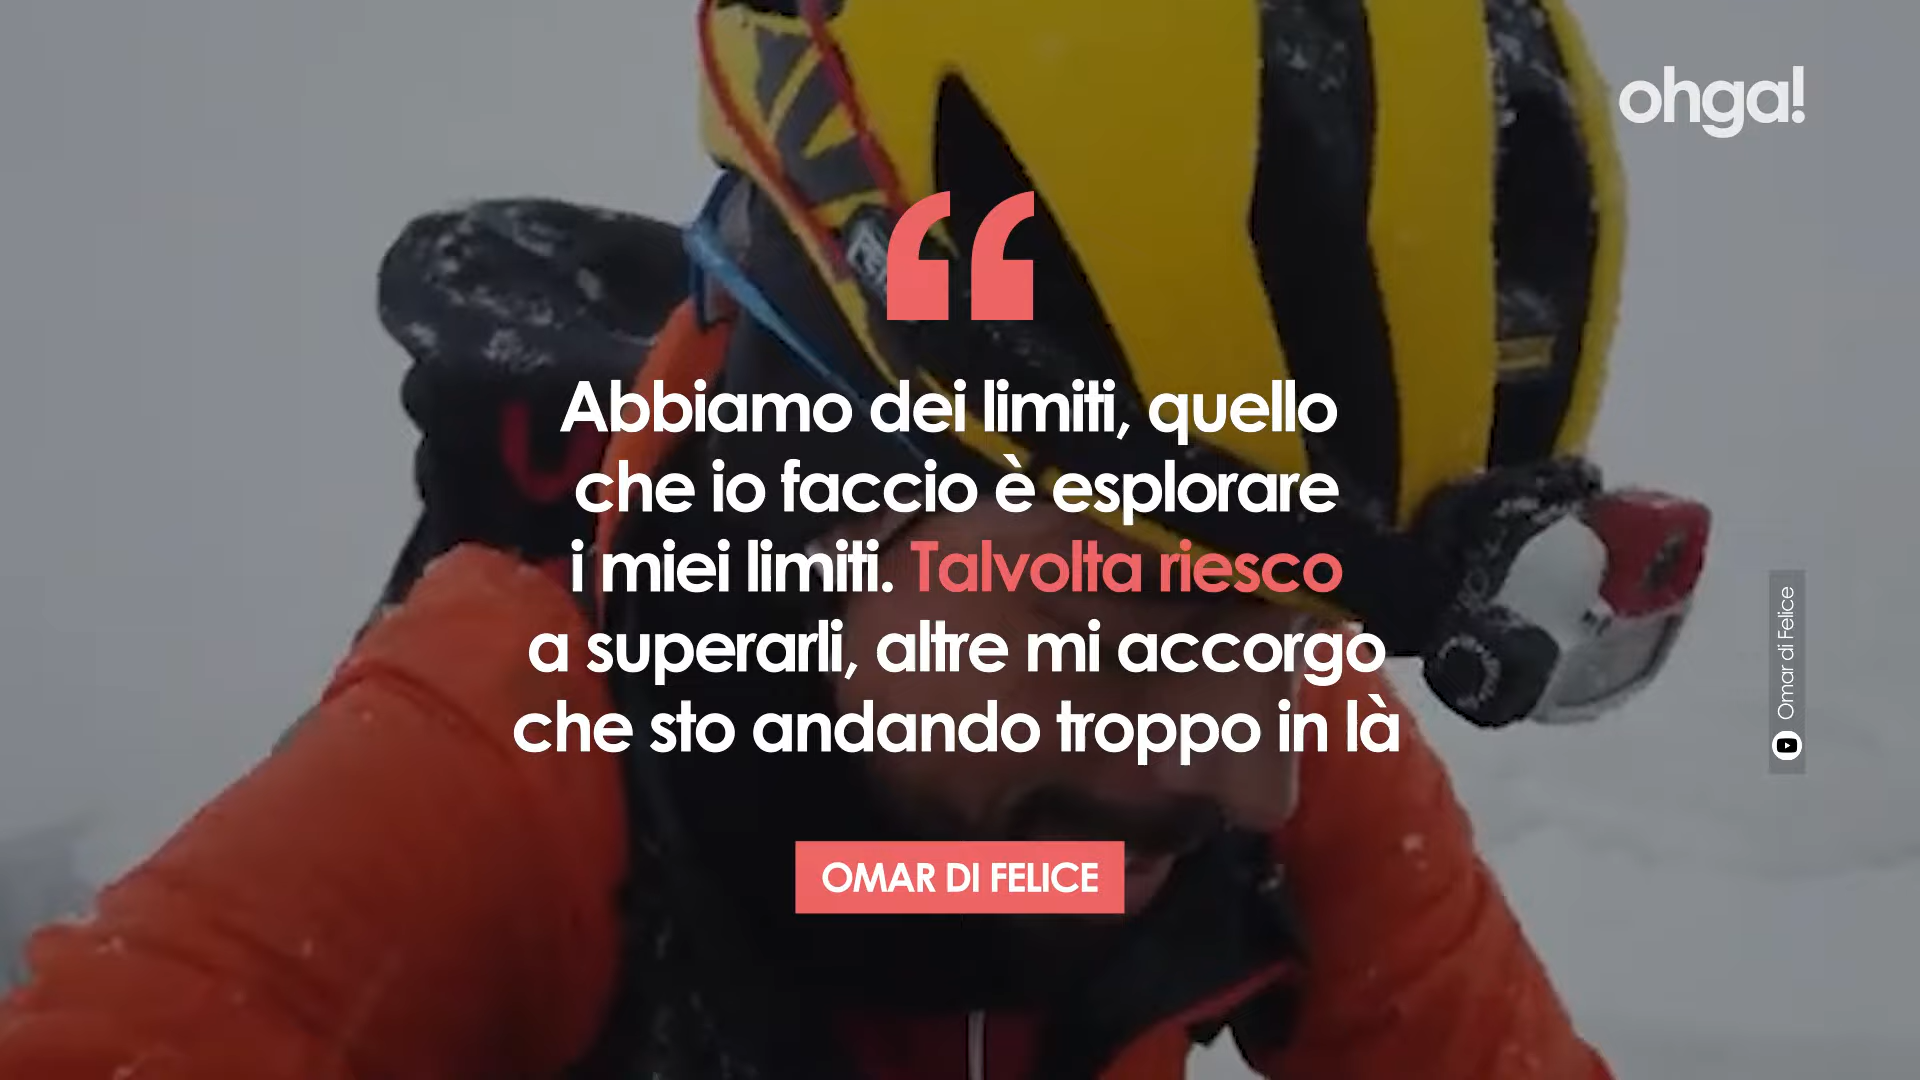 ohga!
Abbiamo dei limiti, quello
che io faccio è esplorare
i miei limiti. Talvolta riesco
a superarli, altre mi accorgo
che sto andando troppo in là
Omar di Felice
OMAR DI FELICE